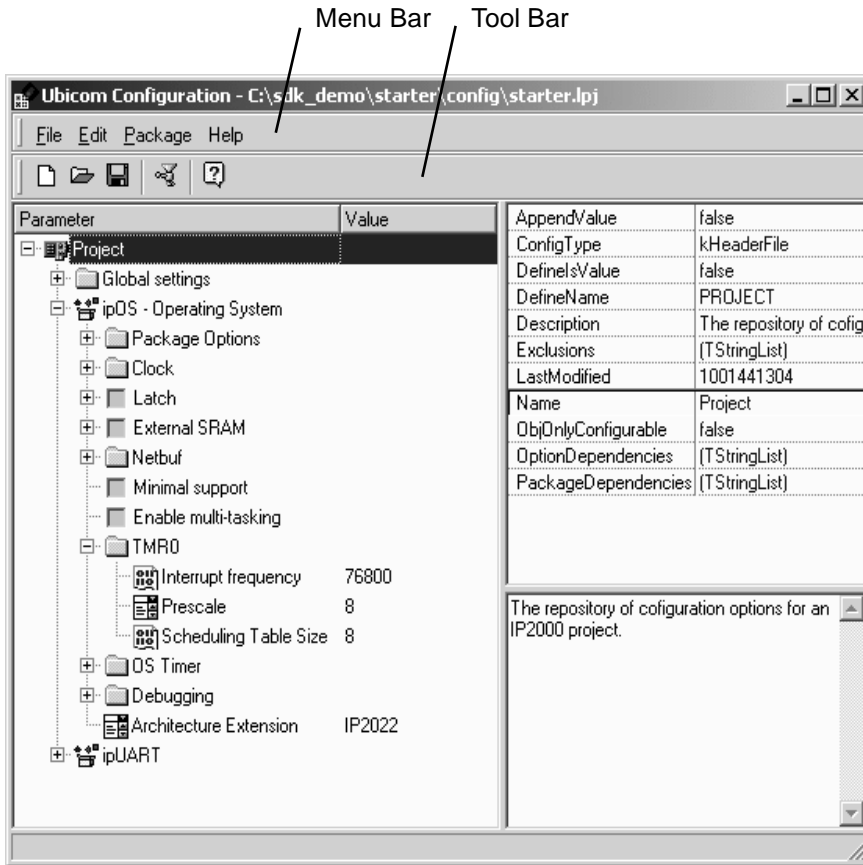 Menu Bar Tool Bar
Ubicom Configuration - C:\sdk_demo\starter\config\starter.lpj
File Edit Package Help
Parameter Value
Project
Global settings
ipOS - Operating System
Package Options
Clock
Latch
External SRAM
Netbuf
Minimal support
Enable multi-tasking
TMR0
Interrupt frequency 76800
Prescale 8
Scheduling Table Size 8
OS Timer
Debugging
Architecture Extension IP2022
ipUART
AppendValue false
ConfigType kHeaderFile
DefineIsValue false
DefineName PROJECT
Description The repository of cofig
Exclusions (TStringList)
LastModified 1001441304
Name Project
ObjOnlyConfigurable false
OptionDependencies (TStringList)
PackageDependencies (TStringList)
The repository of cofiguration options for an
IP2000 project.